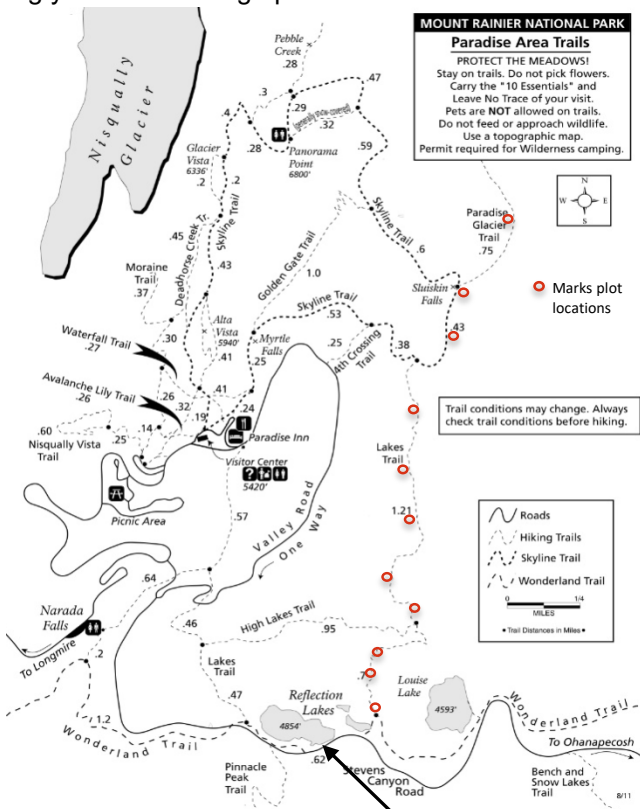 MOUNT RAINIER NATIONAL PARK
Paradise Area Trails
PROTECT THE MEADOWS!
Stay on trails. Do not pick flowers.
Carry the "10 Essentials" and
Leave No Trace of your visit.
Pets are NOT allowed on trails.
Do not feed or approach wildlife.
Use a topographic map.
Permit required for Wilderness camping.
N
W
E
S
Nisqually
Glacier
Pebble
Creek
.28
.3
.29
.47
.32
.4
.28
Panorama
Point
6800'
.59
Glacier
Vista
6336'
.2
.2
Skyline Trail
.45
Deadhorse Creek Tr.
.43
Moraine
Trail
.37
Golden Gate Trail
1.0
Skyline Trail
.6
Paradise
Glacier
Trail
.75
Sluiskin
Falls
Marks plot
locations
.43
Skyline Trail
.53
Alta
Vista
5940'
.41
Myrtle
Falls
.25
.25
4th Crossing
Trail
.38
Waterfall Trail
.27
.30
Avalanche Lily Trail
.26
.26
.32
.41
.24
.19
.14
.60
.25
Nisqually Vista
Trail
Paradise Inn
Visitor Center
?
5420'
Picnic Area
.57
Valley Road
One Way
Trail conditions may change. Always
check trail conditions before hiking.
Lakes
Trail
1.21
Roads
Hiking Trails
Skyline Trail
Wonderland Trail
0
1/4
MILES
• Trail Distances in Miles •
.64
Narada
Falls
To Longmire
.2
.46
High Lakes Trail
.95
Lakes
Trail
.47
.7
Reflection
Lakes
4854'
Louise
Lake
4593'
1.2
Wonderland Trail
Wonderland Trail
.62
Stevens
Canyon
Road
Pinnacle
Peak
Trail
To Ohanapecosh
Bench and
Snow Lakes
Trail
8/11